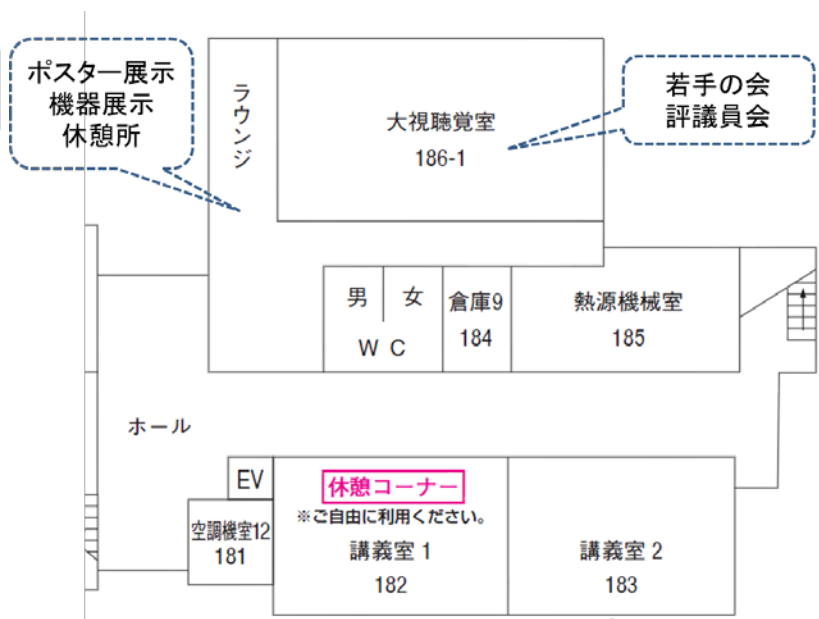 ポスター展示
機器展示
休憩所
ラウンジ
大視聴覚室
186-1
若手の会
評議員会
男
女
WC
倉庫9
184
熱源機械室
185
ホール
EV
空調機室12
181
休憩コーナー
※ご自由に利用ください。
講義室1
182
講義室2
183